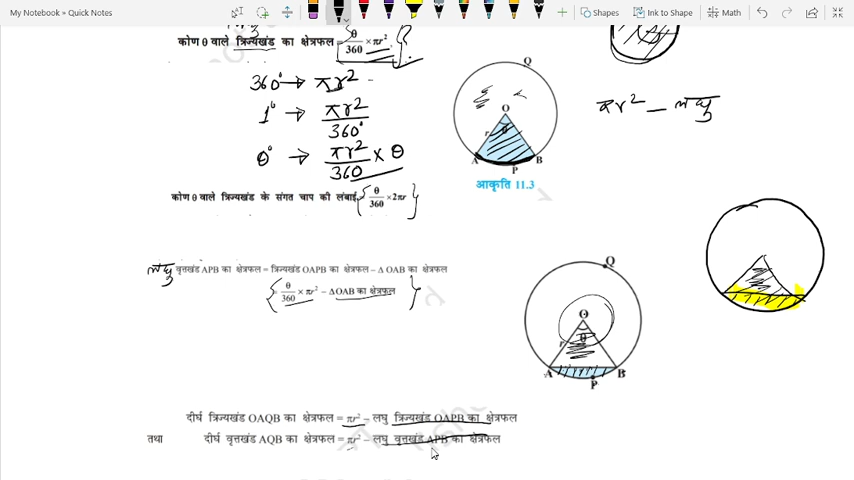 My Notebook » Quick Notes
Shapes
Ink to Shape
Math
कोण θ वाले त्रिज्यखंड का क्षेत्रफल = θ/360 × πr²
360° → πr²
1° → πr²/360°
θ° → πr²/360 × θ
Q
O
r
θ
A
B
P
आकृति 11.3
πr² – लघु
कोण θ वाले त्रिज्यखंड के संगत चाप की लंबाई θ/360 × 2πr
लघु वृत्तखंड APB का क्षेत्रफल = त्रिज्यखंड OAPB का क्षेत्रफल – Δ OAB का क्षेत्रफल
= θ/360 × πr² – Δ OAB का क्षेत्रफल
Q
O
θ
r
A
B
P
दीर्घ त्रिज्यखंड OAQB का क्षेत्रफल = πr² – लघु त्रिज्यखंड OAPB का क्षेत्रफल
तथा दीर्घ वृत्तखंड AQB का क्षेत्रफल = πr² – लघु वृत्तखंड APB का क्षेत्रफल